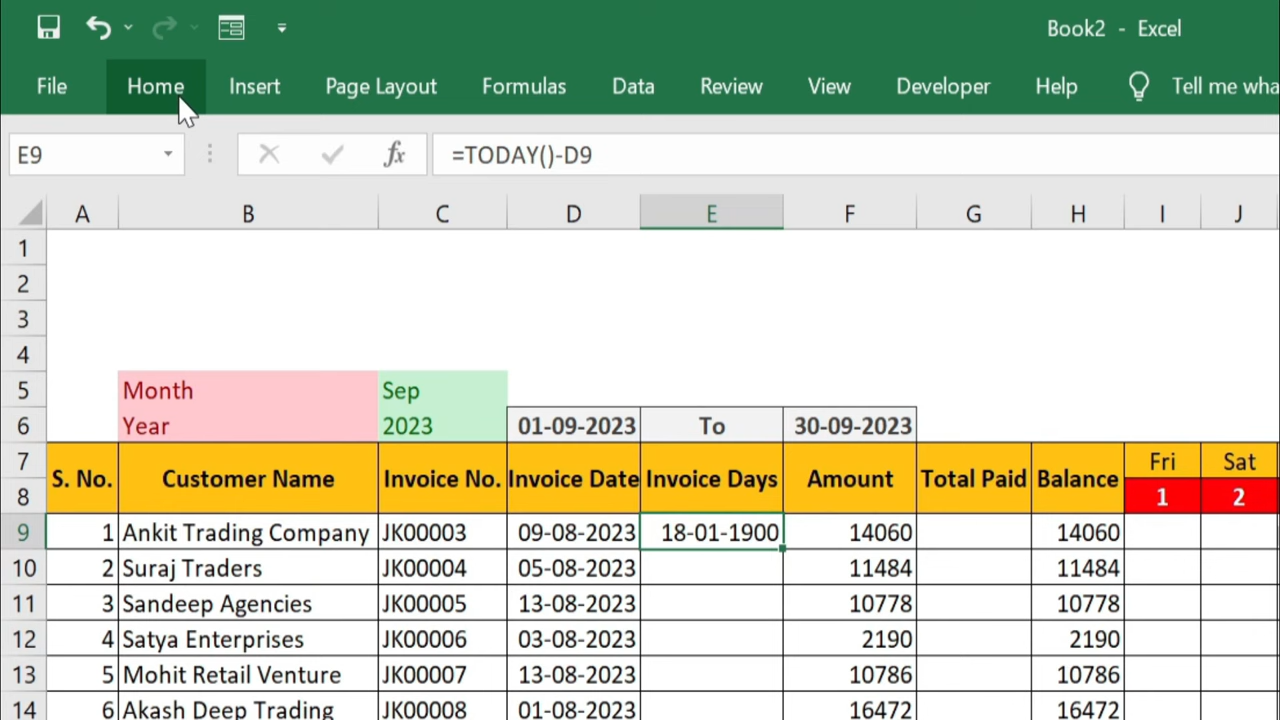 Book2 - Excel
File Home Insert Page Layout Formulas Data Review View Developer Help Tell me wha
E9 fx =TODAY()-D9
A B C D E F G H I J
1
2
3
4
5 Month Sep
6 Year 2023 01-09-2023 To 30-09-2023
7 S. No. Customer Name Invoice No. Invoice Date Invoice Days Amount Total Paid Balance Fri Sat
8 1 2
9 1 Ankit Trading Company JK00003 09-08-2023 18-01-1900 14060 14060
10 2 Suraj Traders JK00004 05-08-2023 11484 11484
11 3 Sandeep Agencies JK00005 13-08-2023 10778 10778
12 4 Satya Enterprises JK00006 03-08-2023 2190 2190
13 5 Mohit Retail Venture JK00007 13-08-2023 10786 10786
14 6 Akash Deep Trading JK00008 01-08-2023 16472 16472